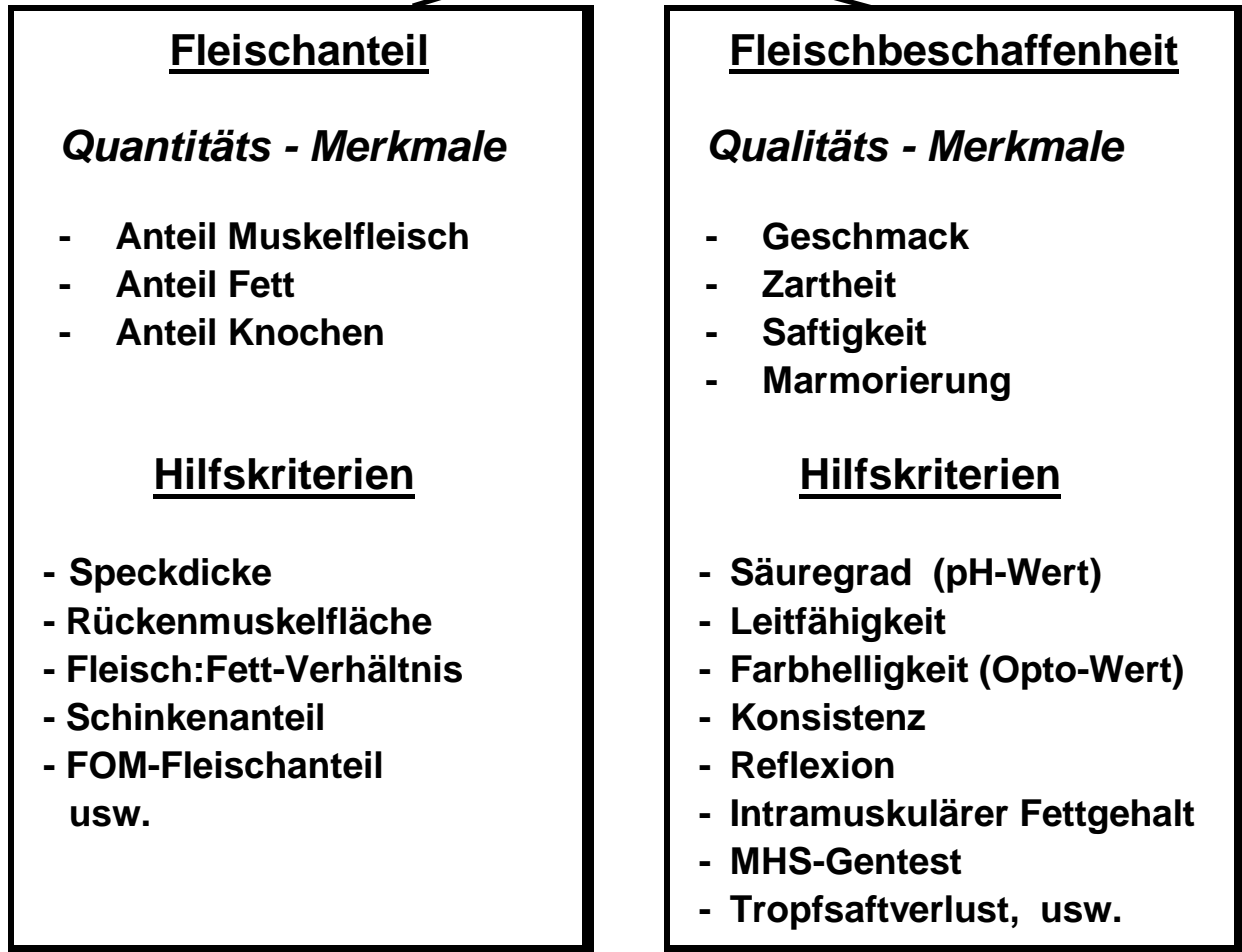 Fleischanteil
Quantitäts - Merkmale
- Anteil Muskelfleisch
- Anteil Fett
- Anteil Knochen
Hilfskriterien
- Speckdicke
- Rückenmuskelfläche
- Fleisch:Fett-Verhältnis
- Schinkenanteil
- FOM-Fleischanteil
usw.
Fleischbeschaffenheit
Qualitäts - Merkmale
- Geschmack
- Zartheit
- Saftigkeit
- Marmorierung
Hilfskriterien
- Säuregrad (pH-Wert)
- Leitfähigkeit
- Farbhelligkeit (Opto-Wert)
- Konsistenz
- Reflexion
- Intramuskulärer Fettgehalt
- MHS-Gentest
- Tropfsaftverlust, usw.